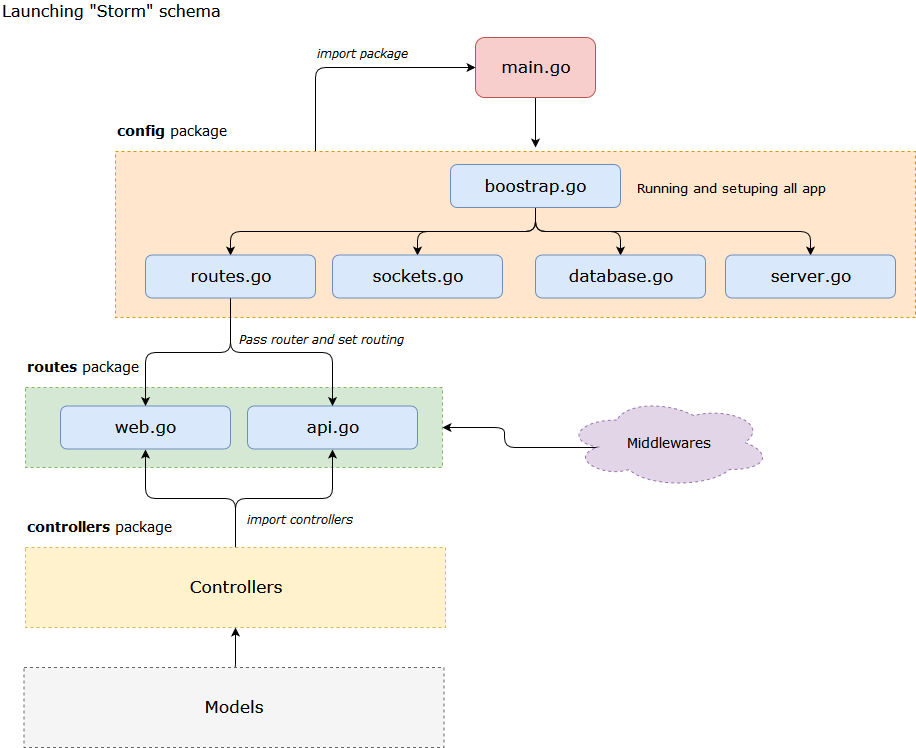 Launching "Storm" schema
import package
main.go
config package
boostrap.go
Running and setuping all app
routes.go
sockets.go
database.go
server.go
Pass router and set routing
routes package
web.go
api.go
Middlewares
import controllers
controllers package
Controllers
Models